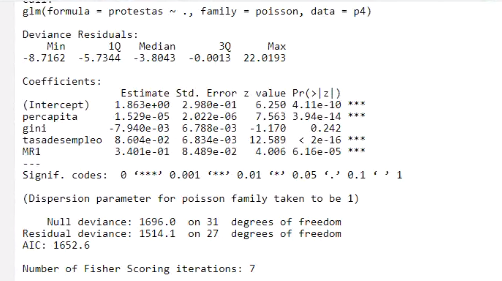 glm(formula = protestas ~ ., family = poisson, data = p4)
Deviance Residuals:
    Min      1Q  Median      3Q     Max
-8.7162 -5.7344 -3.8043 -0.0013 22.0193
Coefficients:
              Estimate Std. Error z value Pr(>|z|)
(Intercept)   1.863e+00  2.980e-01   6.250 4.11e-10 ***
percapita     1.529e-05  2.022e-06   7.563 3.94e-14 ***
gini         -7.940e-03  6.788e-03  -1.170    0.242
tasadesempleo 8.604e-02  6.834e-03  12.589  < 2e-16 ***
MR1           3.401e-01  8.489e-02   4.006 6.16e-05 ***
---
Signif. codes:  0 ‘***’ 0.001 ‘**’ 0.01 ‘*’ 0.05 ‘.’ 0.1 ‘ ’ 1
(Dispersion parameter for poisson family taken to be 1)
Null deviance: 1696.0  on 31  degrees of freedom
Residual deviance: 1514.1  on 27  degrees of freedom
AIC: 1652.6
Number of Fisher Scoring iterations: 7